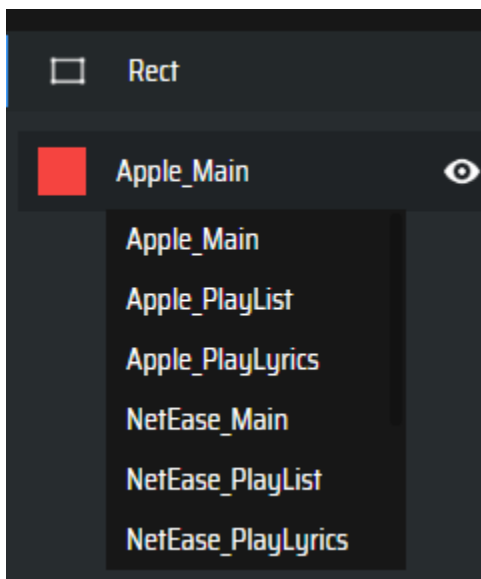 Rect
Apple_Main
Apple_Main
Apple_PlayList
Apple_PlayLyrics
NetEase_Main
NetEase_PlayList
NetEase_PlayLyrics